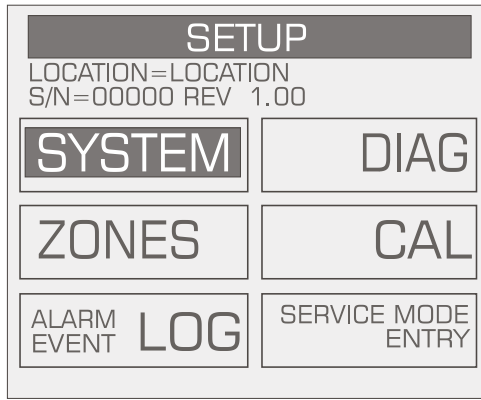 SETUP
LOCATION=LOCATION
S/N=00000 REV 1.00
SYSTEM
DIAG
ZONES
CAL
ALARM EVENT LOG
SERVICE MODE ENTRY